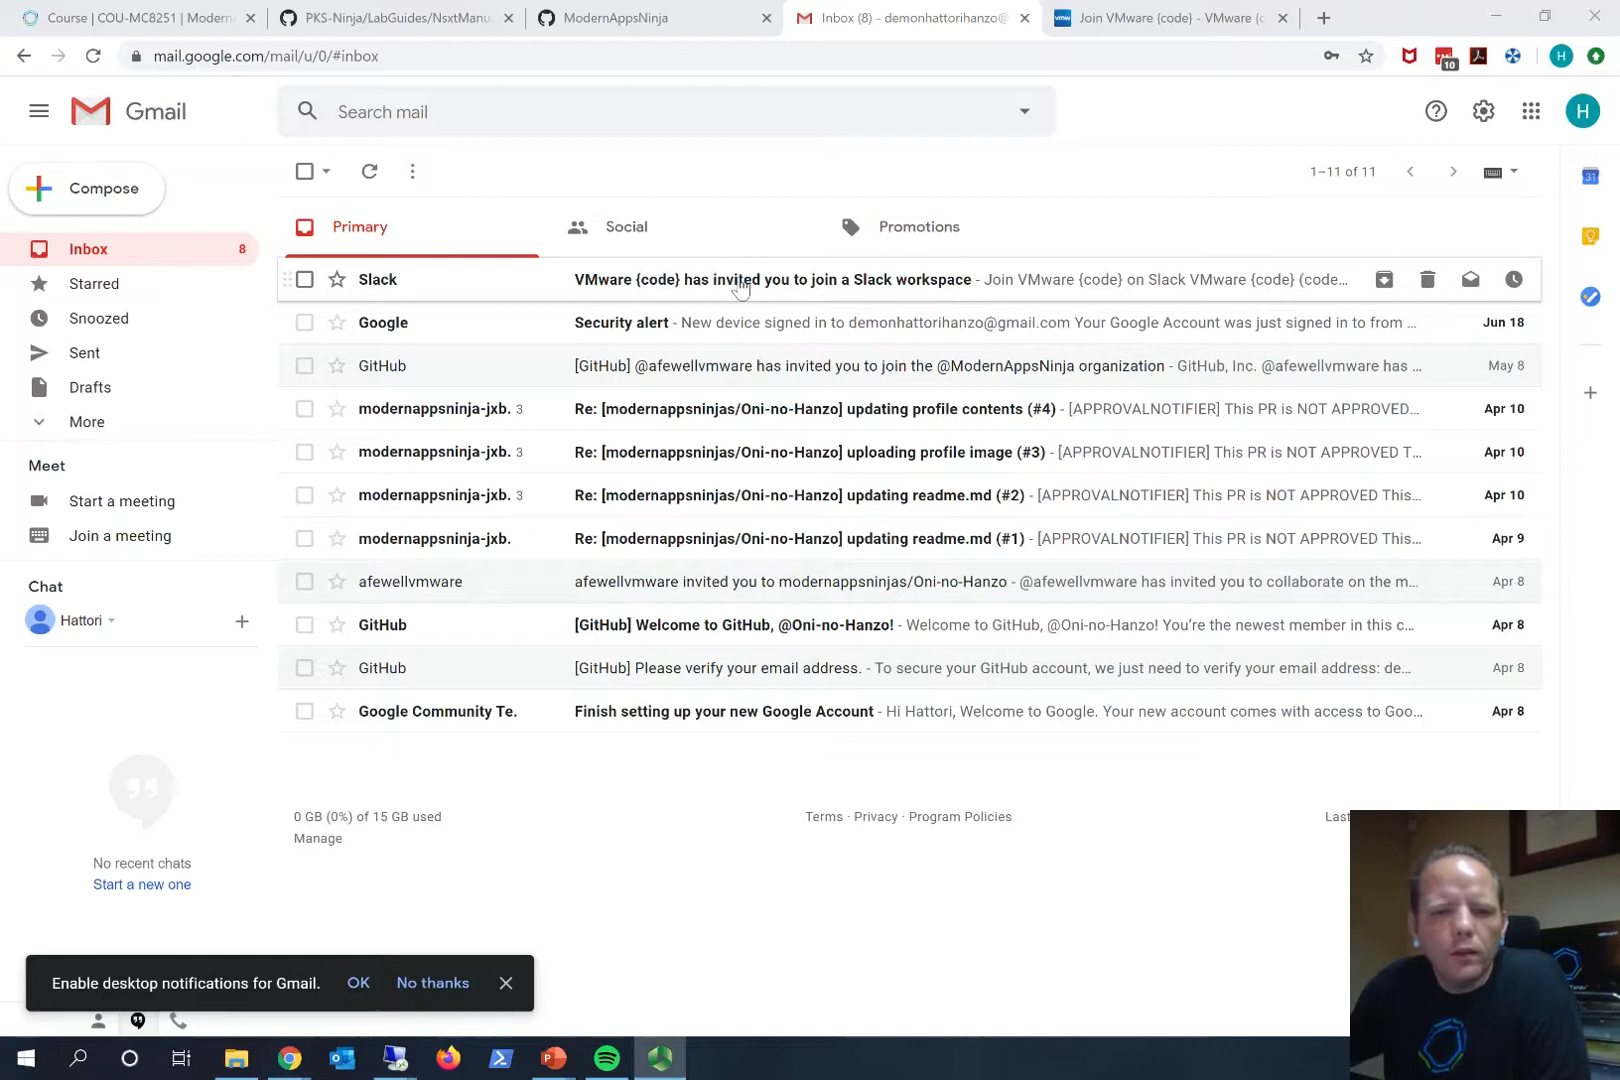 Course | COU-MC8251 | Modern
PKS-Ninja/LabGuides/NsxtManu
ModernAppsNinja
Inbox (8) - demonhattorihanzo@
vmw
Join VMware {code} - VMware {c
mail.google.com/mail/u/0/#inbox
10
H
Gmail
Search mail
H
Compose
1–11 of 11
31
Primary
Social
Promotions
Inbox 8
Starred
Snoozed
Sent
Drafts
More
Slack VMware {code} has invited you to join a Slack workspace - Join VMware {code} on Slack VMware {code} (code...
Google Security alert - New device signed in to demonhattorihanzo@gmail.com Your Google Account was just signed in to from ... Jun 18
GitHub [GitHub] @afewellvmware has invited you to join the @ModernAppsNinja organization - GitHub, Inc. @afewellvmware has ... May 8
modernappsninja-jxb. 3 Re: [modernappsninjas/Oni-no-Hanzo] updating profile contents (#4) - [APPROVALNOTIFIER] This PR is NOT APPROVED... Apr 10
modernappsninja-jxb. 3 Re: [modernappsninjas/Oni-no-Hanzo] uploading profile image (#3) - [APPROVALNOTIFIER] This PR is NOT APPROVED T... Apr 10
modernappsninja-jxb. 3 Re: [modernappsninjas/Oni-no-Hanzo] updating readme.md (#2) - [APPROVALNOTIFIER] This PR is NOT APPROVED This... Apr 10
modernappsninja-jxb. Re: [modernappsninjas/Oni-no-Hanzo] updating readme.md (#1) - [APPROVALNOTIFIER] This PR is NOT APPROVED This... Apr 9
afewellvmware afewellvmware invited you to modernappsninjas/Oni-no-Hanzo - @afewellvmware has invited you to collaborate on the m... Apr 8
GitHub [GitHub] Welcome to GitHub, @Oni-no-Hanzo! - Welcome to GitHub, @Oni-no-Hanzo! You're the newest member in this c... Apr 8
GitHub [GitHub] Please verify your email address. - To secure your GitHub account, we just need to verify your email address: de... Apr 8
Google Community Te. Finish setting up your new Google Account - Hi Hattori, Welcome to Google. Your new account comes with access to Goo... Apr 8
Meet
Start a meeting
Join a meeting
Chat
Hattori
No recent chats
Start a new one
0 GB (0%) of 15 GB used
Manage
Terms · Privacy · Program Policies
Last
Enable desktop notifications for Gmail. OK No thanks